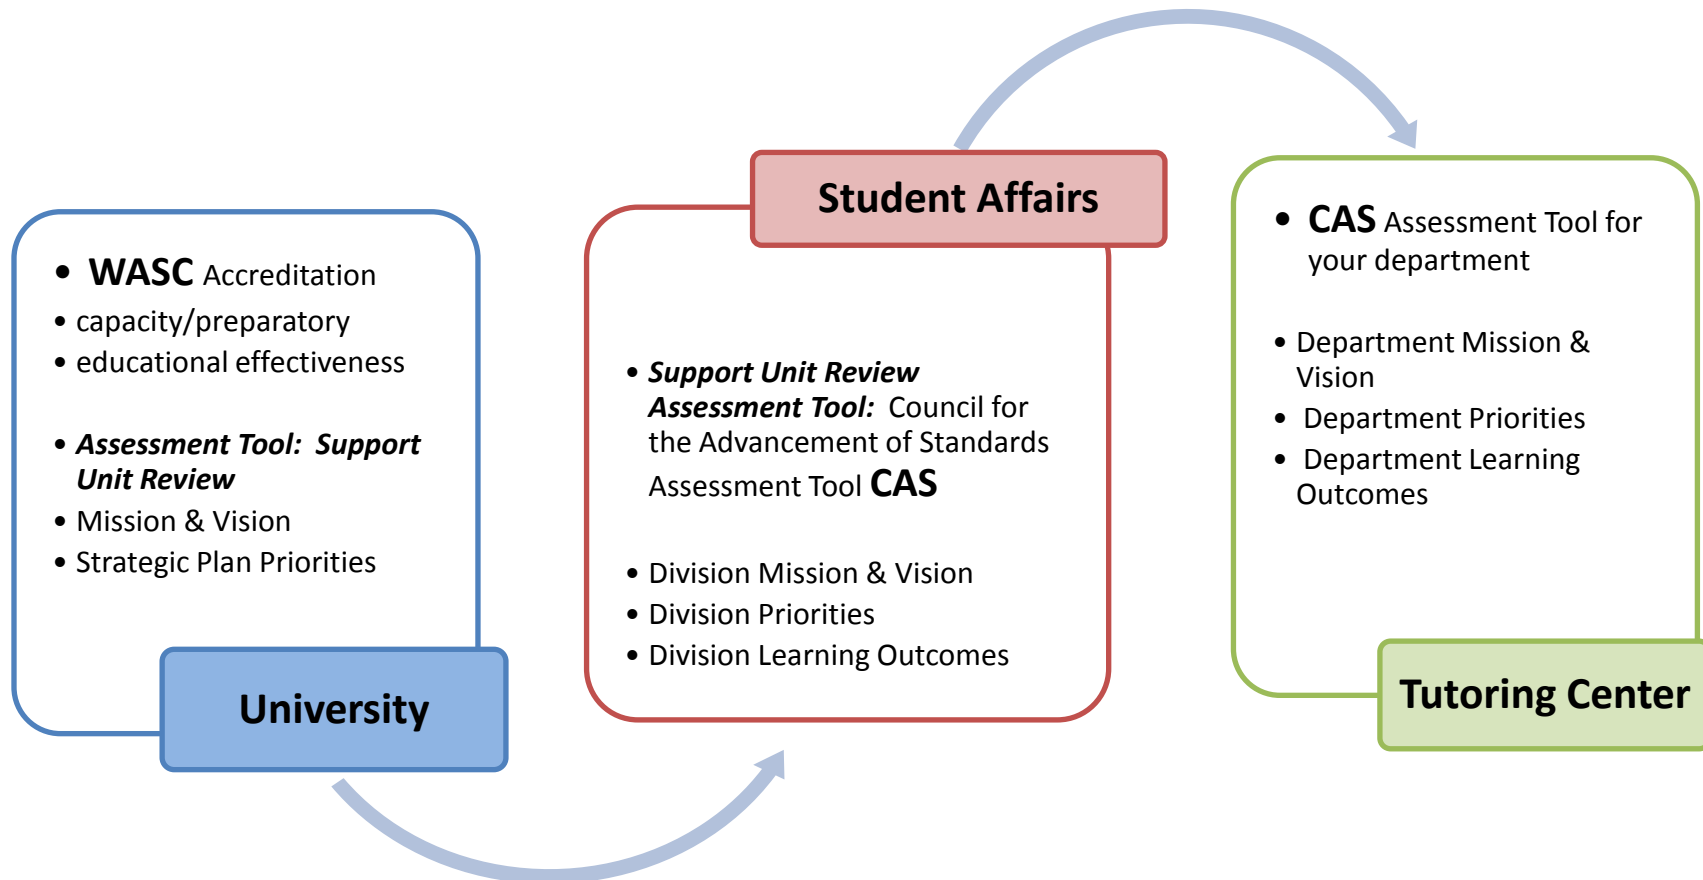 • WASC Accreditation
• capacity/preparatory
• educational effectiveness
• Assessment Tool: Support
Unit Review
• Mission & Vision
• Strategic Plan Priorities
University
Student Affairs
• Support Unit Review
Assessment Tool: Council for
the Advancement of Standards
Assessment Tool CAS
• Division Mission & Vision
• Division Priorities
• Division Learning Outcomes
• CAS Assessment Tool for
your department
• Department Mission &
Vision
• Department Priorities
• Department Learning
Outcomes
Tutoring Center